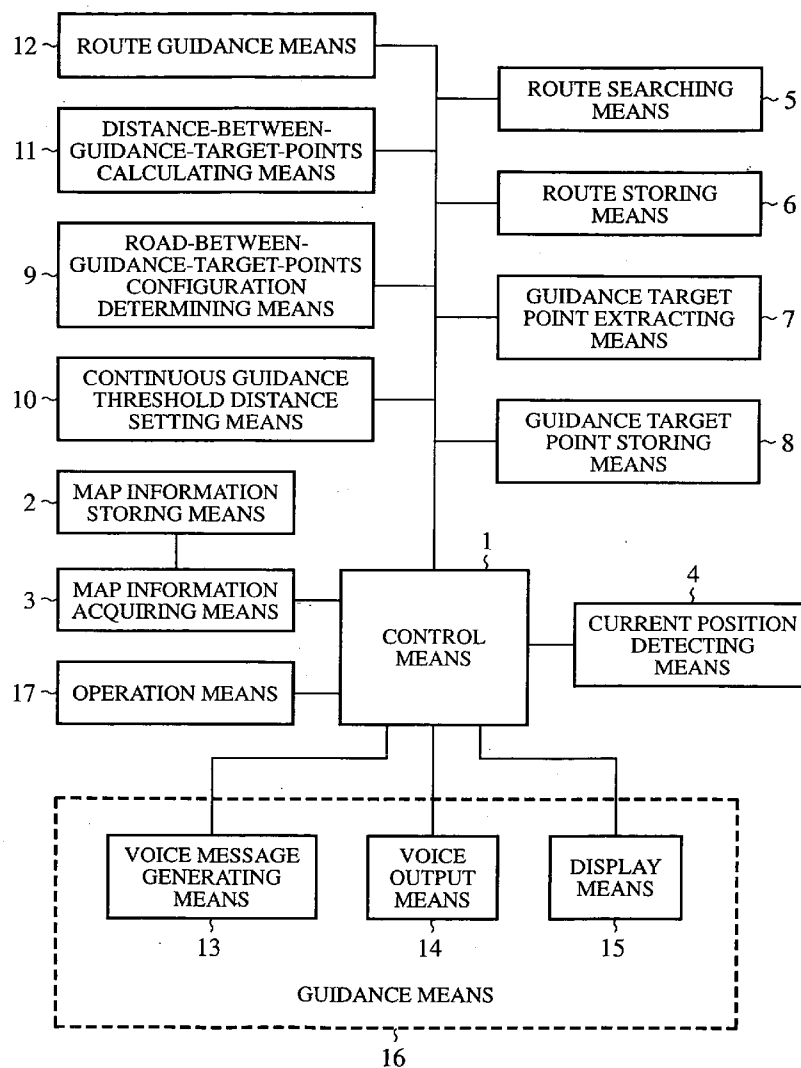 12
ROUTE GUIDANCE MEANS
11
DISTANCE-BETWEEN-
GUIDANCE-TARGET-POINTS
CALCULATING MEANS
9
ROAD-BETWEEN-
GUIDANCE-TARGET-POINTS
CONFIGURATION
DETERMINING MEANS
10
CONTINUOUS GUIDANCE
THRESHOLD DISTANCE
SETTING MEANS
2
MAP INFORMATION
STORING MEANS
3
MAP INFORMATION
ACQUIRING MEANS
17
OPERATION MEANS
ROUTE SEARCHING
MEANS
5
ROUTE STORING
MEANS
6
GUIDANCE TARGET
POINT EXTRACTING
MEANS
7
GUIDANCE TARGET
POINT STORING
MEANS
8
1
CONTROL
MEANS
4
CURRENT POSITION
DETECTING
MEANS
VOICE MESSAGE
GENERATING
MEANS
13
VOICE
OUTPUT
MEANS
14
DISPLAY
MEANS
15
GUIDANCE MEANS
16